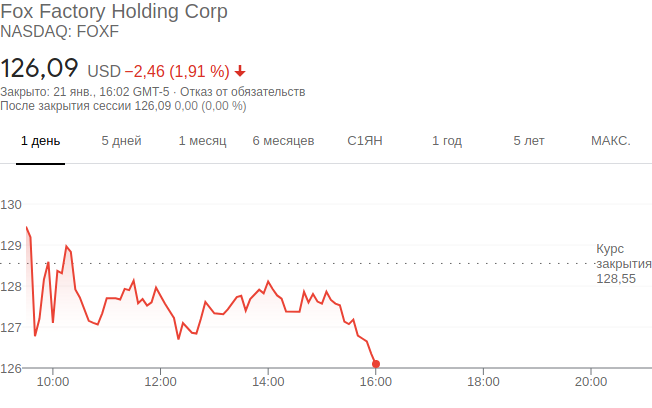 Fox Factory Holding Corp
NASDAQ: FOXF
126,09 USD −2,46 (1,91 %)
Закрыто: 21 янв., 16:02 GMT-5 · Отказ от обязательств
После закрытия сессии 126,09 0,00 (0,00 %)
1 день 5 дней 1 месяц 6 месяцев С1ЯН 1 год 5 лет МАКС.
130
129
Курс
закрытия
128,55
128
127
126
10:00 12:00 14:00 16:00 18:00 20:00